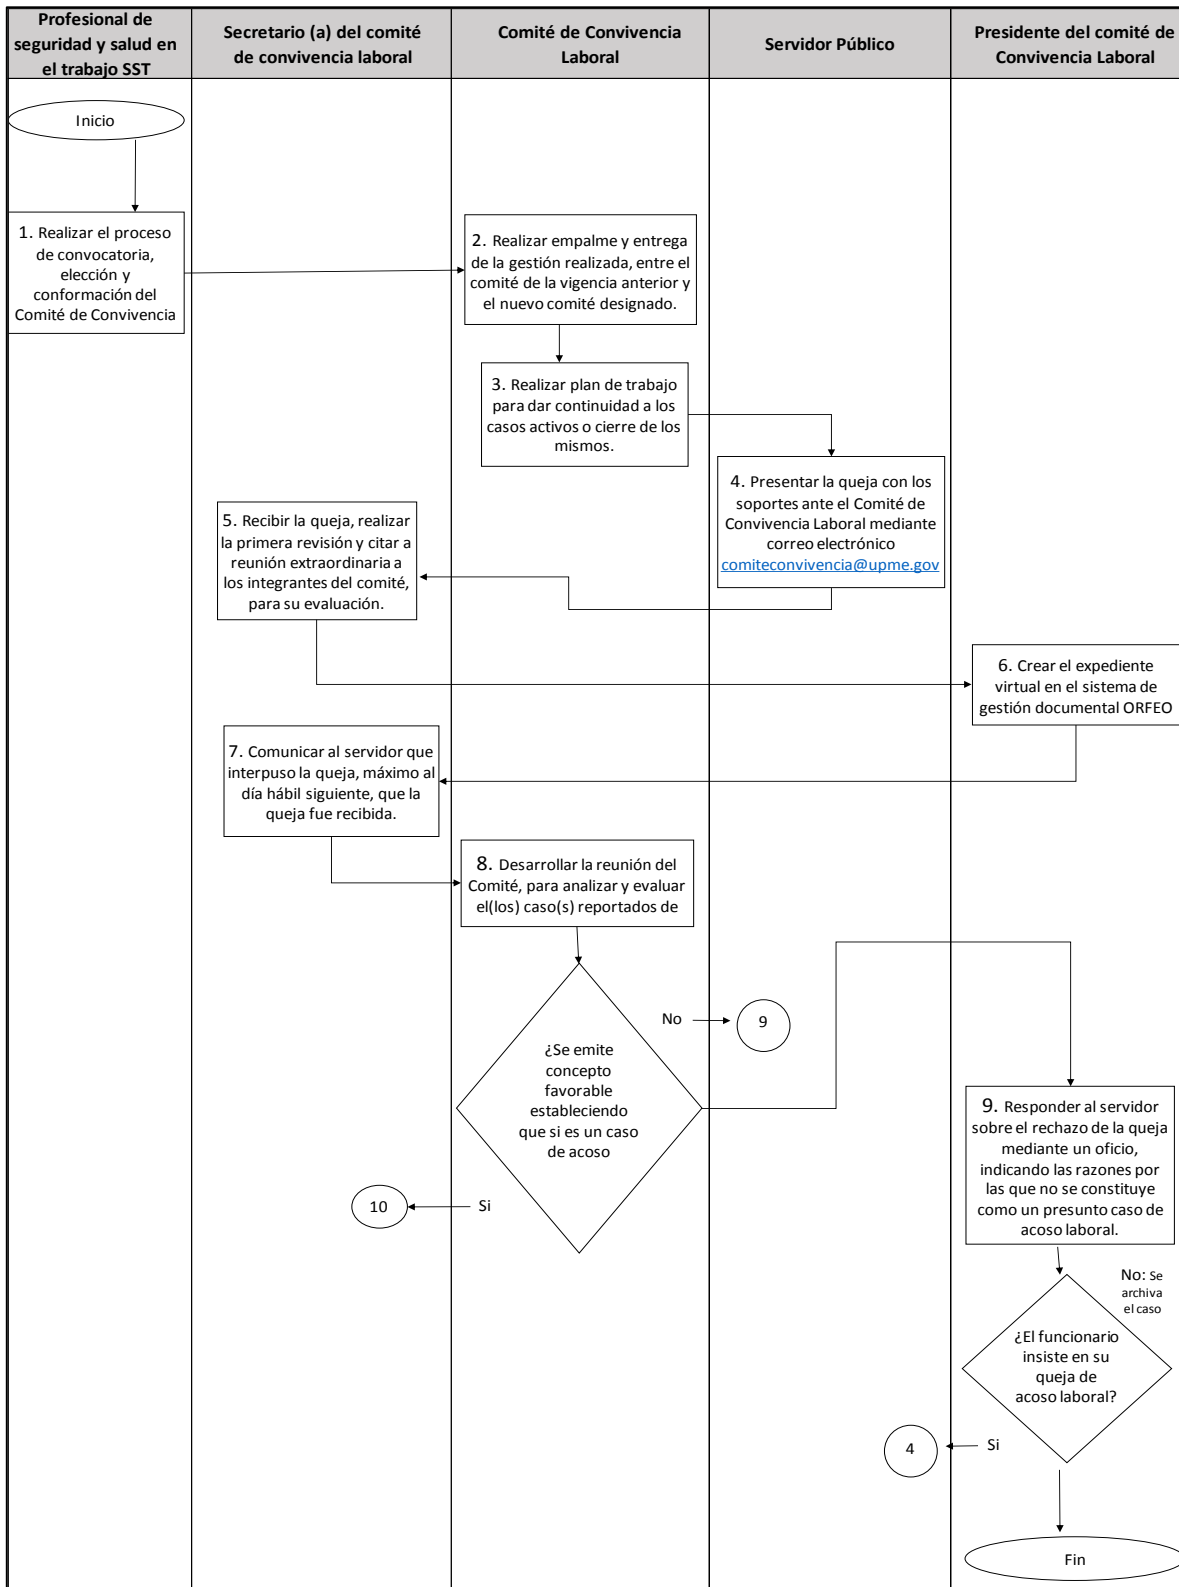 Profesional de
seguridad y salud en
el trabajo SST
Secretario (a) del comité
de convivencia laboral
Comité de Convivencia
Laboral
Servidor Público
Presidente del comité de
Convivencia Laboral
Inicio
1. Realizar el proceso
de convocatoria,
elección y
conformación del
Comité de Convivencia
2. Realizar empalme y entrega
de la gestión realizada, entre el
comité de la vigencia anterior y
el nuevo comité designado.
3. Realizar plan de trabajo
para dar continuidad a los
casos activos o cierre de los
mismos.
4. Presentar la queja con los
soportes ante el Comité de
Convivencia Laboral mediante
correo electrónico
comiteconvivencia@upme.gov
5. Recibir la queja, realizar
la primera revisión y citar a
reunión extraordinaria a
los integrantes del comité,
para su evaluación.
6. Crear el expediente
virtual en el sistema de
gestión documental ORFEO
7. Comunicar al servidor que
interpuso la queja, máximo al
día hábil siguiente, que la
queja fue recibida.
8. Desarrollar la reunión del
Comité, para analizar y evaluar
el(los) caso(s) reportados de
No
9
¿Se emite
concepto
favorable
estableciendo
que si es un caso
de acoso
Si
10
9. Responder al servidor
sobre el rechazo de la queja
mediante un oficio,
indicando las razones por
las que no se constituye
como un presunto caso de
acoso laboral.
No: Se
archiva
el caso
¿El funcionario
insiste en su
queja de
acoso laboral?
Si
4
Fin